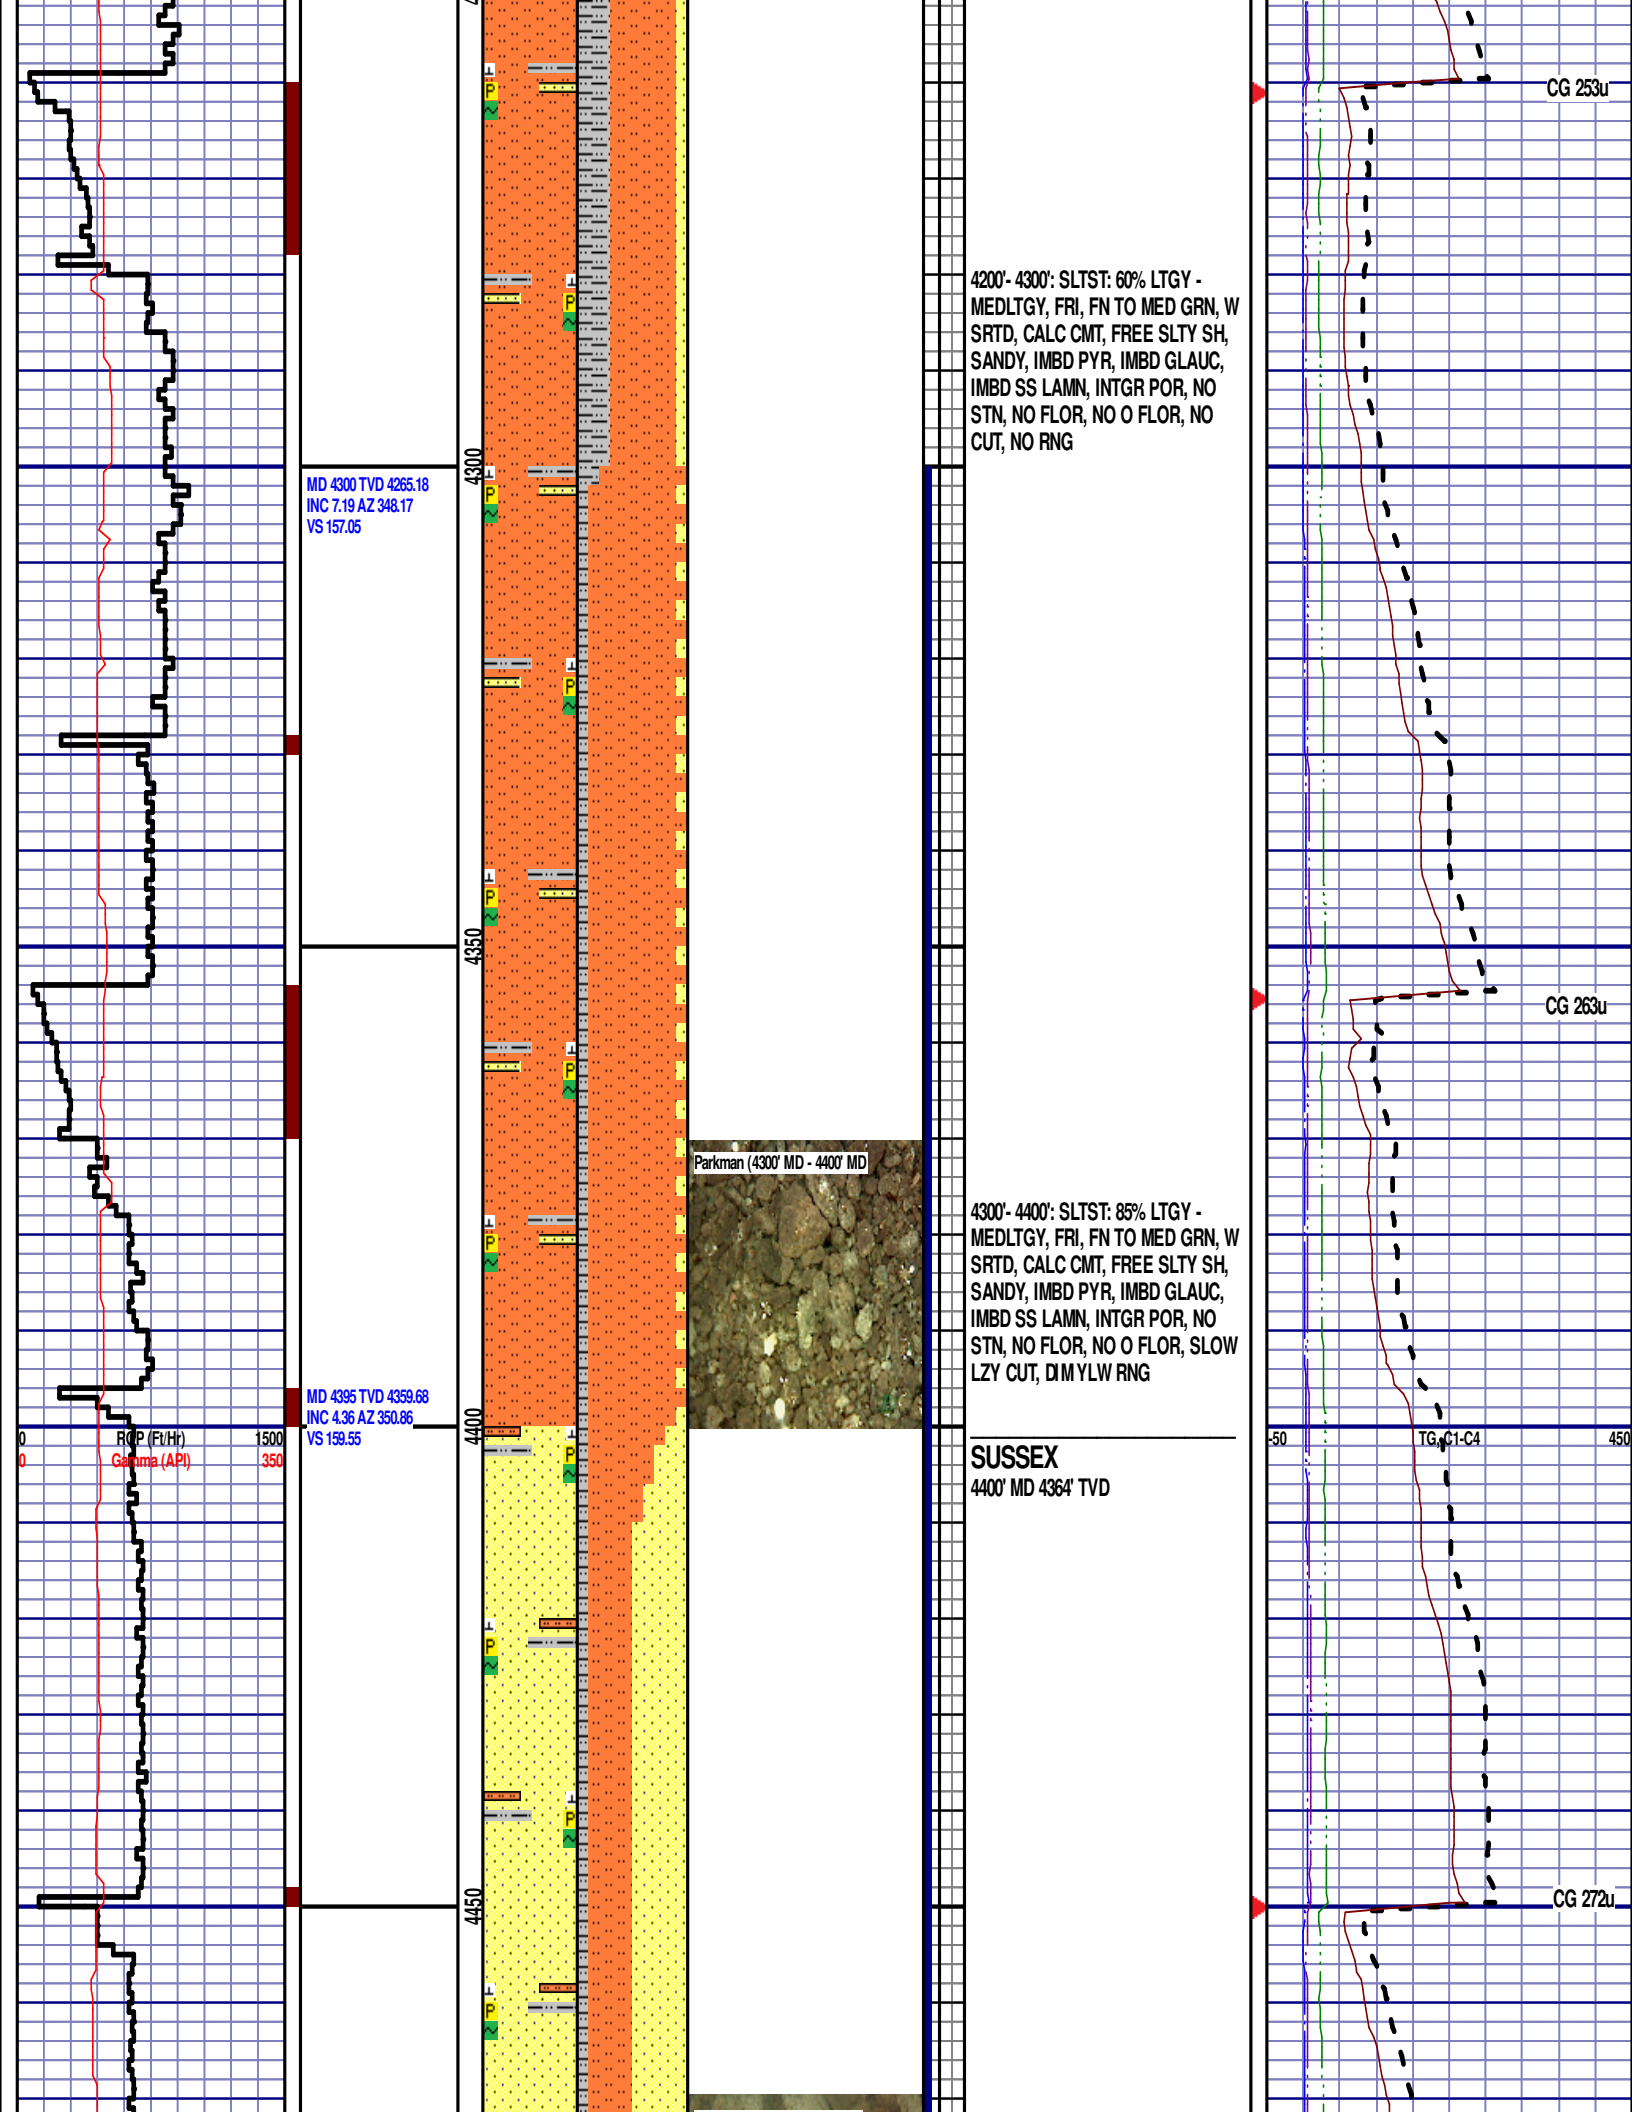 CG 253u
4200'- 4300': SLTST: 60% LTGY -
MEDLTGY, FRI, FN TO MED GRN, W
SRTD, CALC CMT, FREE SLTY SH,
SANDY, IMBD PYR, IMBD GLAUC,
IMBD SS LAMN, INTGR POR, NO
STN, NO FLOR, NO O FLOR, NO
CUT, NO RNG
P
P
4300
MD 4300 TVD 4265.18
INC 7.19 AZ 348.17
VS 157.05
P
P
P
4350
CG 263u
P
Parkman (4300' MD - 4400' MD
4300'- 4400': SLTST: 85% LTGY -
MEDLTGY, FRI, FN TO MED GRN, W
SRTD, CALC CMT, FREE SLTY SH,
SANDY, IMBD PYR, IMBD GLAUC,
IMBD SS LAMN, INTGR POR, NO
STN, NO FLOR, NO O FLOR, SLOW
LZY CUT, DIM YLW RNG
P
MD 4395 TVD 4359.68
INC 4.36 AZ 350.86
VS 159.55
4400
0 ROP (Ft/Hr) 1500
0 Gamma (API) 350
-50 TG, C1-C4 450
SUSSEX
4400' MD 4364' TVD
P
P
P
4450
CG 272u
P